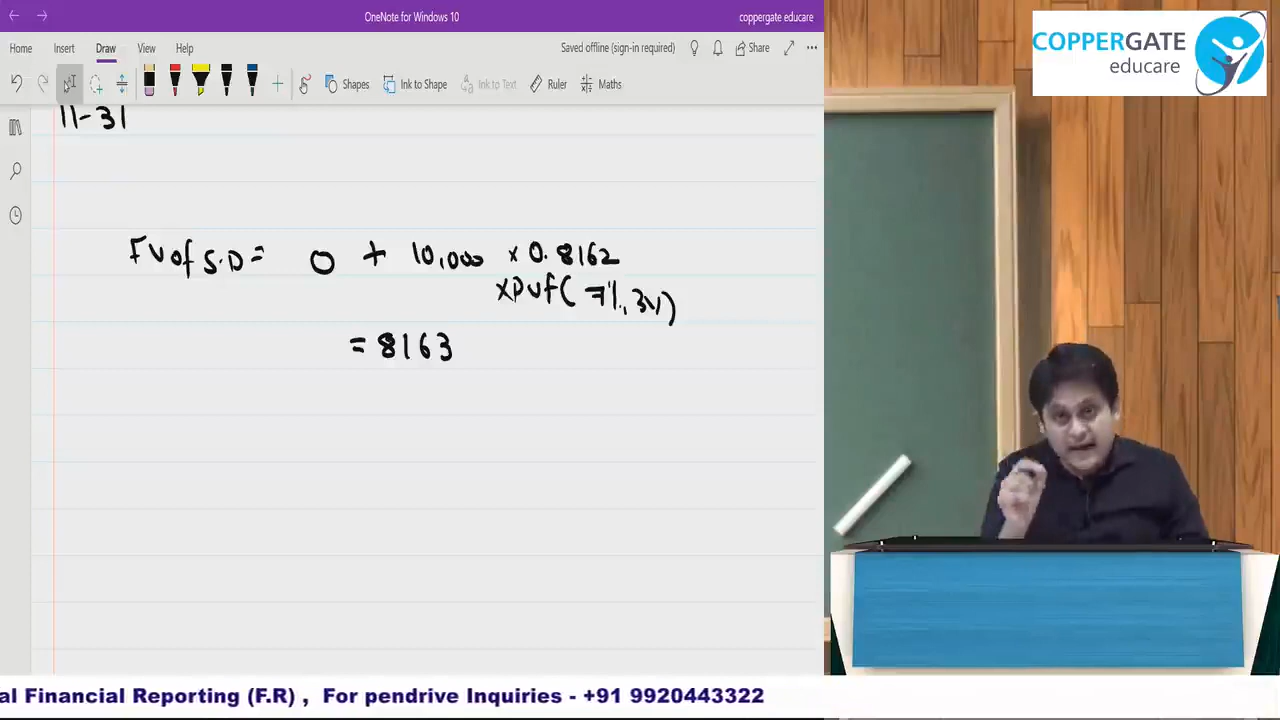 OneNote for Windows 10
coppergate educare
Home Insert Draw View Help
Saved offline (sign-in required) Share
Shapes Ink to Shape Ink to Text Ruler Maths
11-31
FV of S.D = 0 + 10,000 × 0.8162
×PVf( 7%, 3y)
= 8163
COPPERGATE
educare
al Financial Reporting (F.R) , For pendrive Inquiries - +91 9920443322